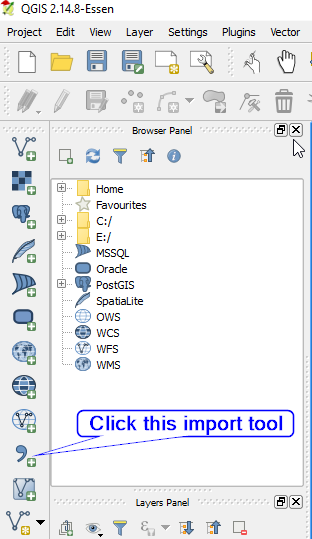 QGIS 2.14.8-Essen
Project Edit View Layer Settings Plugins Vector
Browser Panel
Home
Favourites
C:/
E:/
MSSQL
Oracle
PostGIS
SpatiaLite
OWS
WCS
WFS
WMS
Click this import tool
Layers Panel